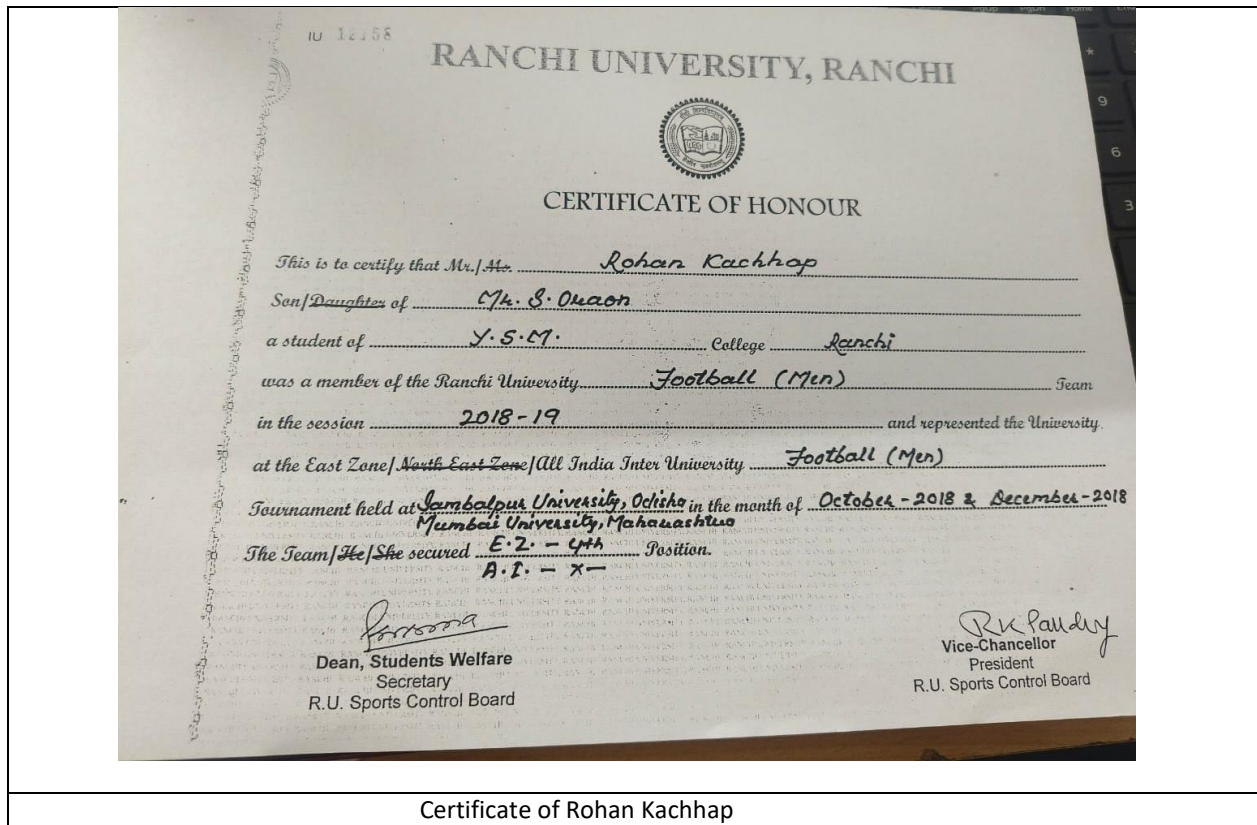 IU 12158
RANCHI UNIVERSITY, RANCHI
CERTIFICATE OF HONOUR
This is to certify that Mr./Ms. Rohan Kachhap
Son/Daughter of Mr. S. Oraon
a student of Y.S.M. College Ranchi
was a member of the Ranchi University Football (Men) Team
in the session 2018-19 and represented the University.
at the East Zone/North East Zone/All India Inter University Football (Men)
Tournament held at Sambalpur University, Odisha in the month of October-2018 & December-2018
Mumbai University, Maharashtra
The Team/He/She secured E.Z. - 4th Position.
A.I. - X -
RK Pandey
Dean, Students Welfare
Secretary
R.U. Sports Control Board
Vice-Chancellor
President
R.U. Sports Control Board
Certificate of Rohan Kachhap